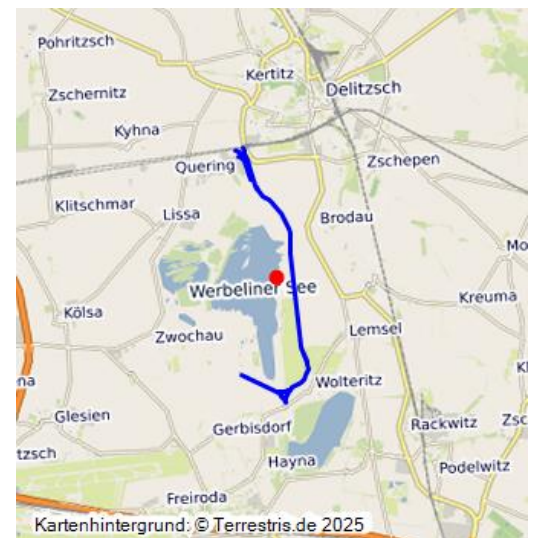 Pohritzsch
Kertitz
Delitzsch
Zschernitz
Kyhna
Zschepen
Quering
Klitschmar
Lissa
Brodau
Mo
Werbeliner See
Kreuma
Kölsa
Zwochau
Lemsel
Kl
na
Wolteritz
Glesien
Gerbisdorf
Rackwitz
Zsc
tzsch
Hayna
Podelwitz
Freiroda
Kartenhintergrund: © Terrestris.de 2025